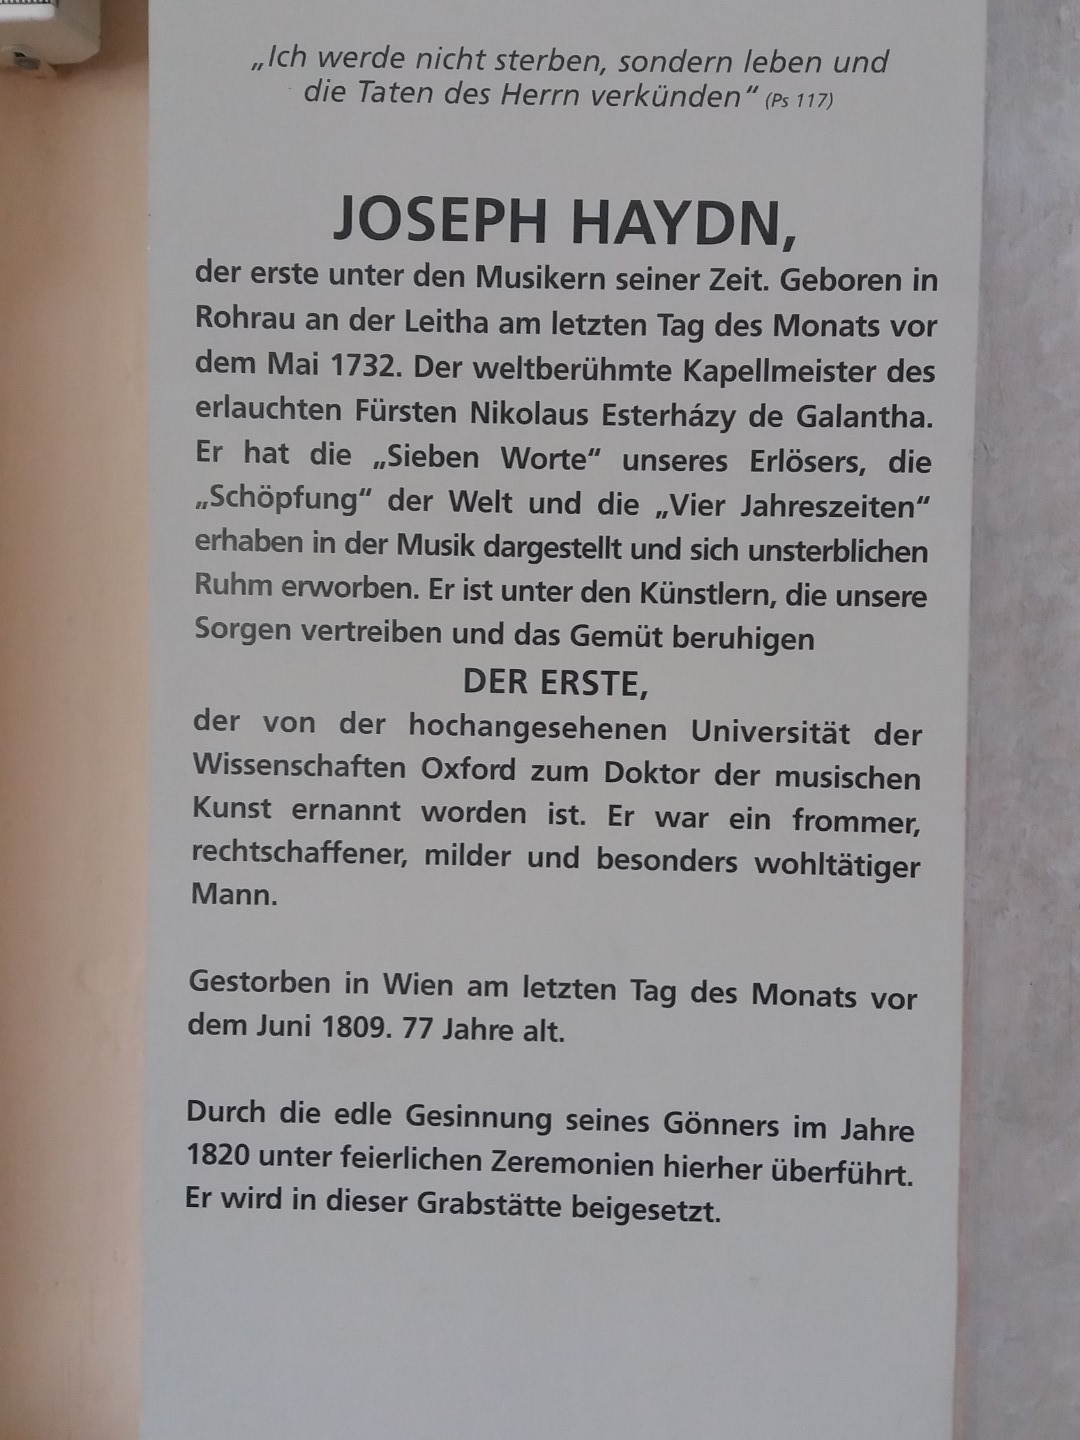 „Ich werde nicht sterben, sondern leben und
die Taten des Herrn verkünden“ (Ps 117)
JOSEPH HAYDN,
der erste unter den Musikern seiner Zeit. Geboren in
Rohrau an der Leitha am letzten Tag des Monats vor
dem Mai 1732. Der weltberühmte Kapellmeister des
erlauchten Fürsten Nikolaus Esterházy de Galantha.
Er hat die „Sieben Worte“ unseres Erlösers, die
„Schöpfung“ der Welt und die „Vier Jahreszeiten“
erhaben in der Musik dargestellt und sich unsterblichen
Ruhm erworben. Er ist unter den Künstlern, die unsere
Sorgen vertreiben und das Gemüt beruhigen
DER ERSTE,
der von der hochangesehenen Universität der
Wissenschaften Oxford zum Doktor der musischen
Kunst ernannt worden ist. Er war ein frommer,
rechtschaffener, milder und besonders wohltätiger
Mann.
Gestorben in Wien am letzten Tag des Monats vor
dem Juni 1809. 77 Jahre alt.
Durch die edle Gesinnung seines Gönners im Jahre
1820 unter feierlichen Zeremonien hierher überführt.
Er wird in dieser Grabstätte beigesetzt.